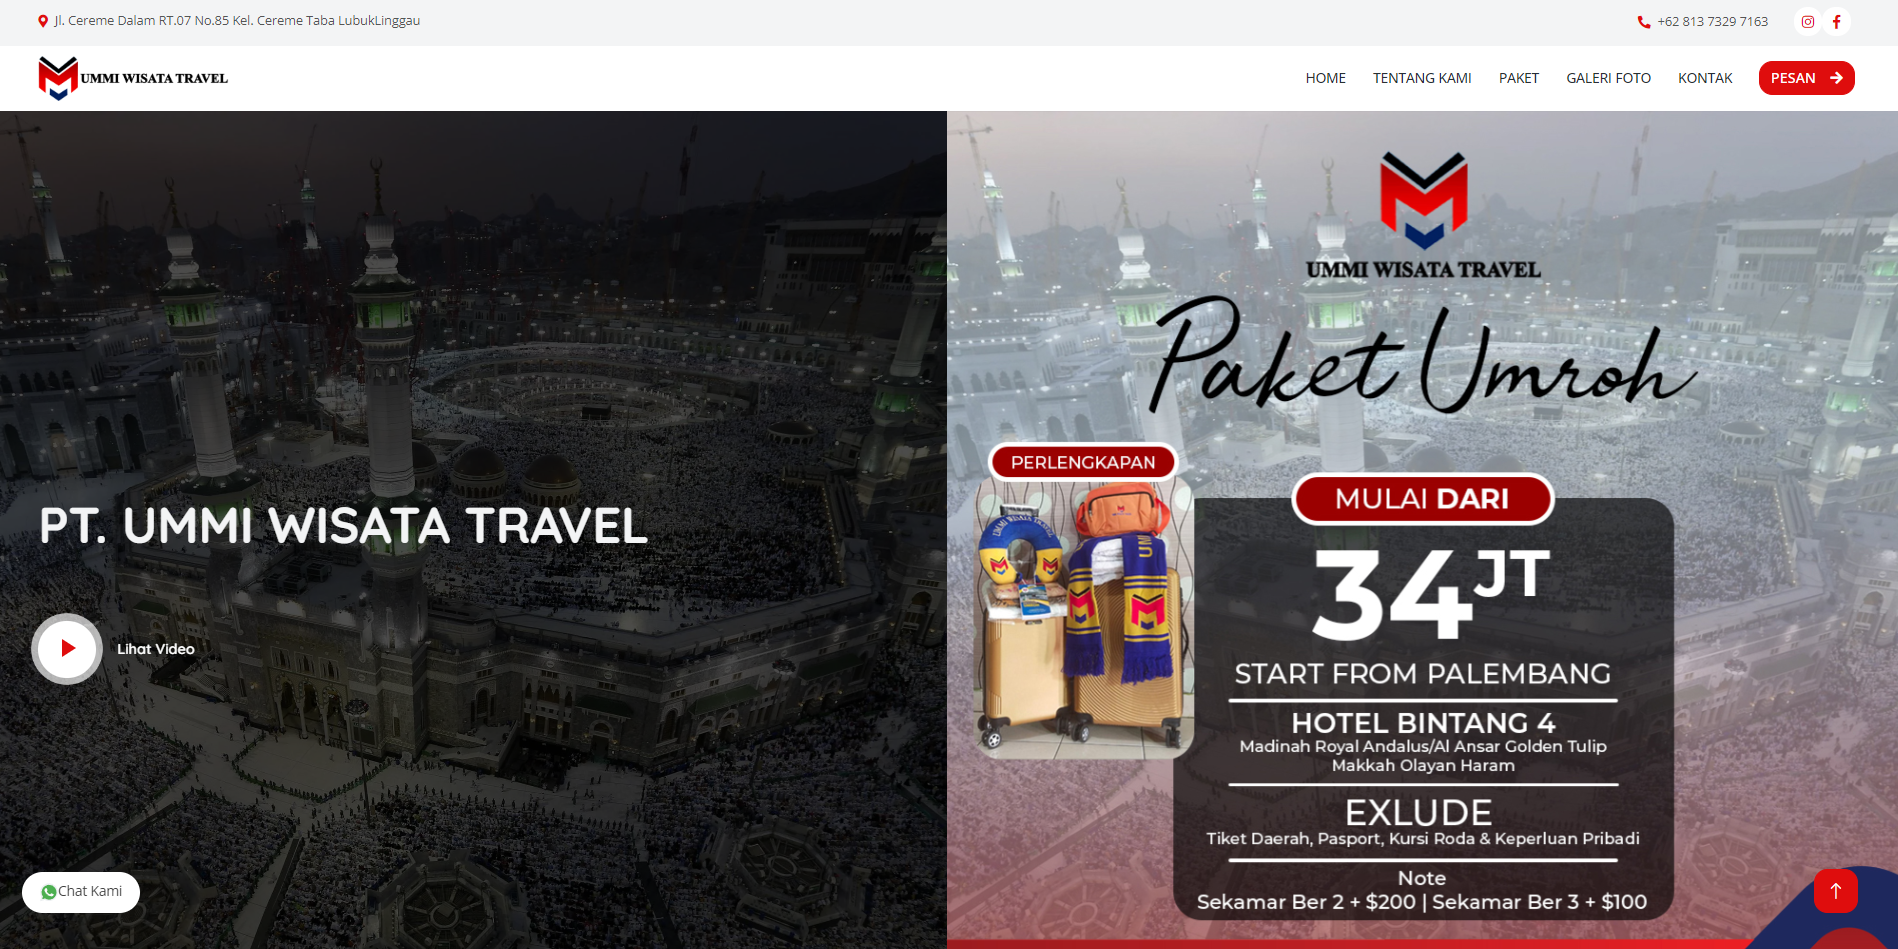 Jl. Cereme Dalam RT.07 No.85 Kel. Cereme Taba LubukLinggau
+62 813 7329 7163
UMMI WISATA TRAVEL
HOME
TENTANG KAMI
PAKET
GALERI FOTO
KONTAK
PESAN
PT. UMMI WISATA TRAVEL
Lihat Video
Chat Kami
UMMI WISATA TRAVEL
Paket Umroh
PERLENGKAPAN
MULAI DARI
34 JT
START FROM PALEMBANG
HOTEL BINTANG 4
Madinah Royal Andalus/Al Ansar Golden Tulip
Makkah Olayan Haram
EXLUDE
Tiket Daerah, Pasport, Kursi Roda & Keperluan Pribadi
Note
Sekamar Ber 2 + $200 | Sekamar Ber 3 + $100